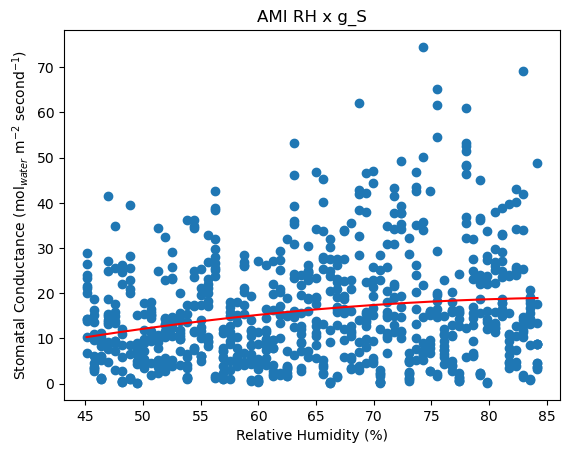 AMI RH x g_S
Stomatal Conductance (mol_water m⁻² second⁻¹)
70
60
50
40
30
20
10
0
45 50 55 60 65 70 75 80 85
Relative Humidity (%)